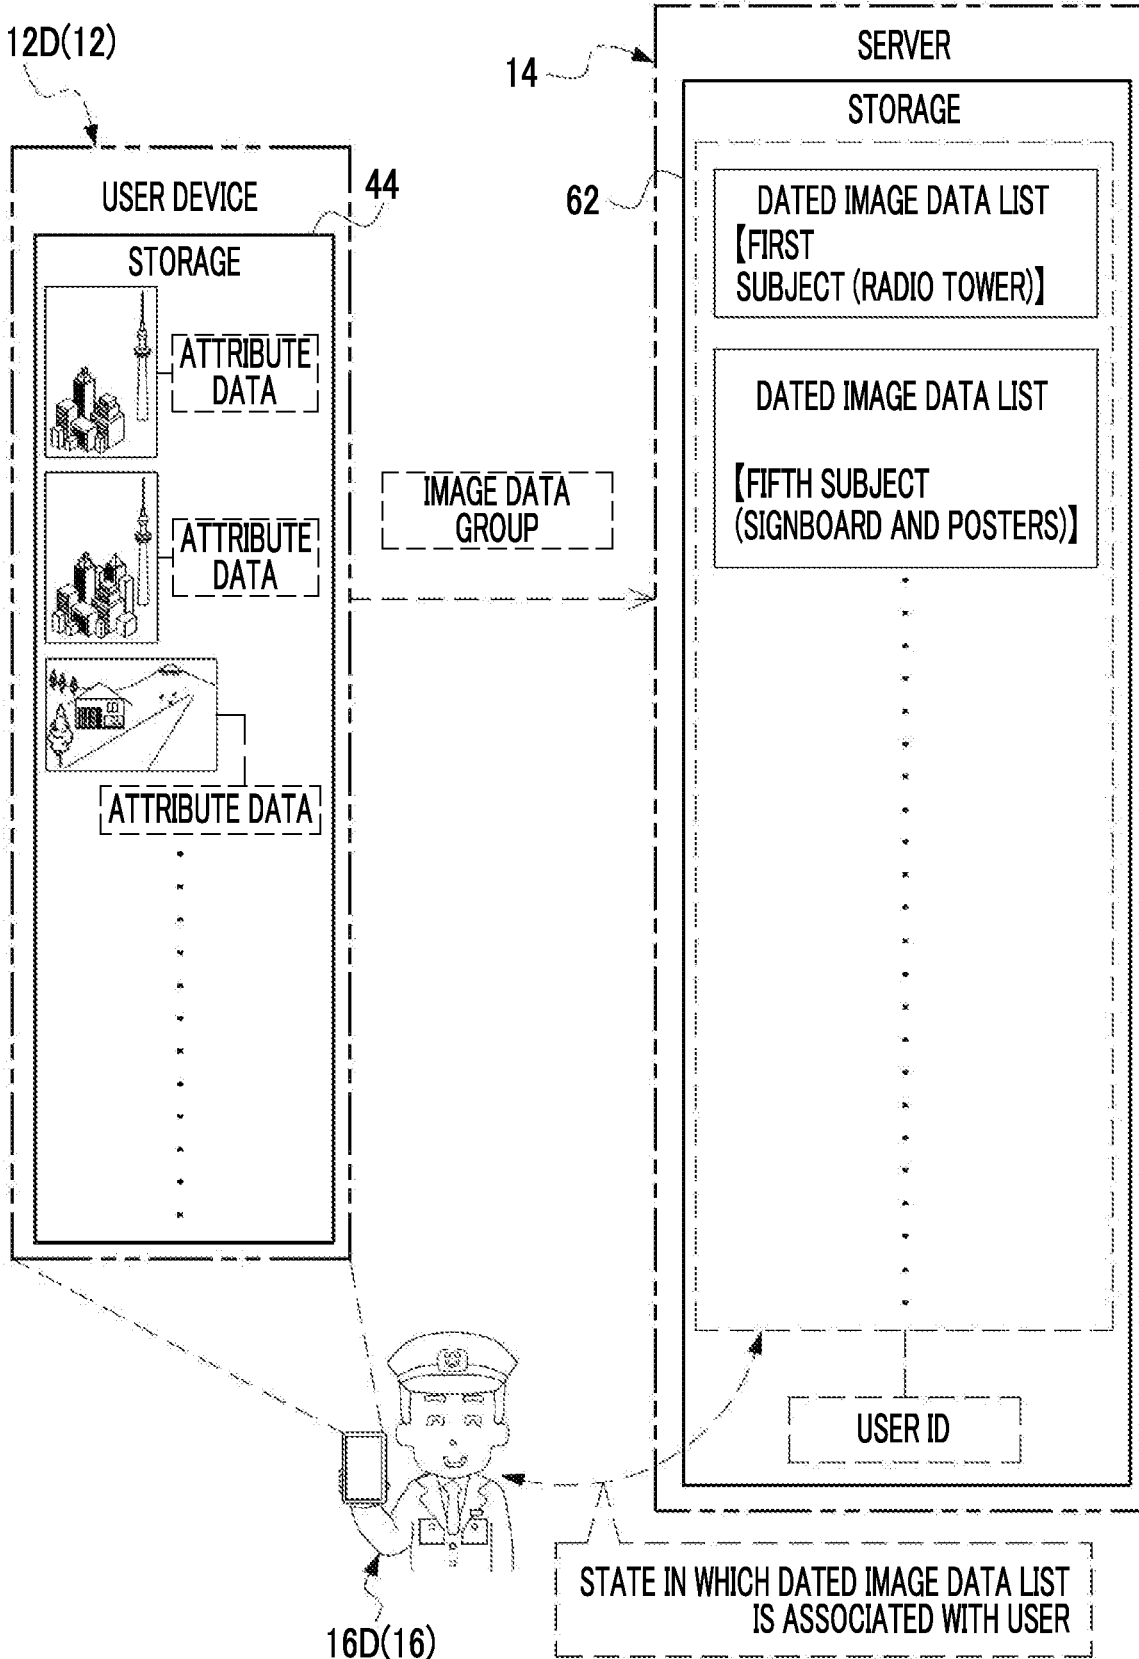 12D(12)
USER DEVICE
44
STORAGE
ATTRIBUTE
DATA
ATTRIBUTE
DATA
ATTRIBUTE DATA
IMAGE DATA
GROUP
14
SERVER
STORAGE
62
DATED IMAGE DATA LIST
【FIRST
SUBJECT (RADIO TOWER)】
DATED IMAGE DATA LIST
【FIFTH SUBJECT
(SIGNBOARD AND POSTERS)】
USER ID
STATE IN WHICH DATED IMAGE DATA LIST
IS ASSOCIATED WITH USER
16D(16)